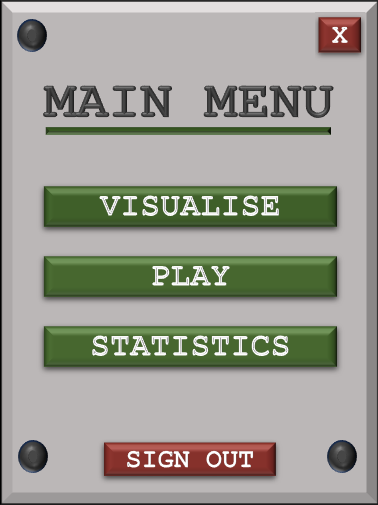 X
MAIN MENU
VISUALISE
PLAY
STATISTICS
SIGN OUT